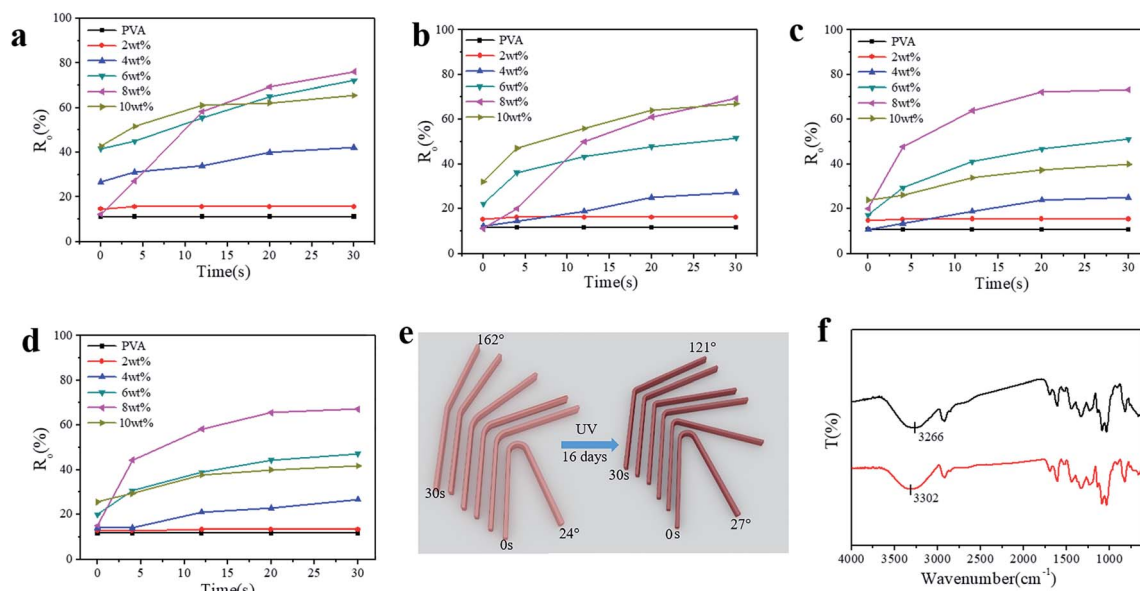 a
100
80
60
40
20
0
Ro(%)
PVA
2wt%
4wt%
6wt%
8wt%
10wt%
0 5 10 15 20 25 30
Time(s)
b
100
80
60
40
20
0
Ro(%)
PVA
2wt%
4wt%
6wt%
8wt%
10wt%
0 5 10 15 20 25 30
Time(s)
c
100
80
60
40
20
0
Ro(%)
PVA
2wt%
4wt%
6wt%
8wt%
10wt%
0 5 10 15 20 25 30
Time(s)
d
100
80
60
40
20
0
Ro(%)
PVA
2wt%
4wt%
6wt%
8wt%
10wt%
0 5 10 15 20 25 30
Time(s)
e
162°
30s
0s
24°
UV
16 days
121°
30s
0s
27°
f
T(%)
3266
3302
4000 3500 3000 2500 2000 1500 1000
Wavenumber(cm⁻¹)